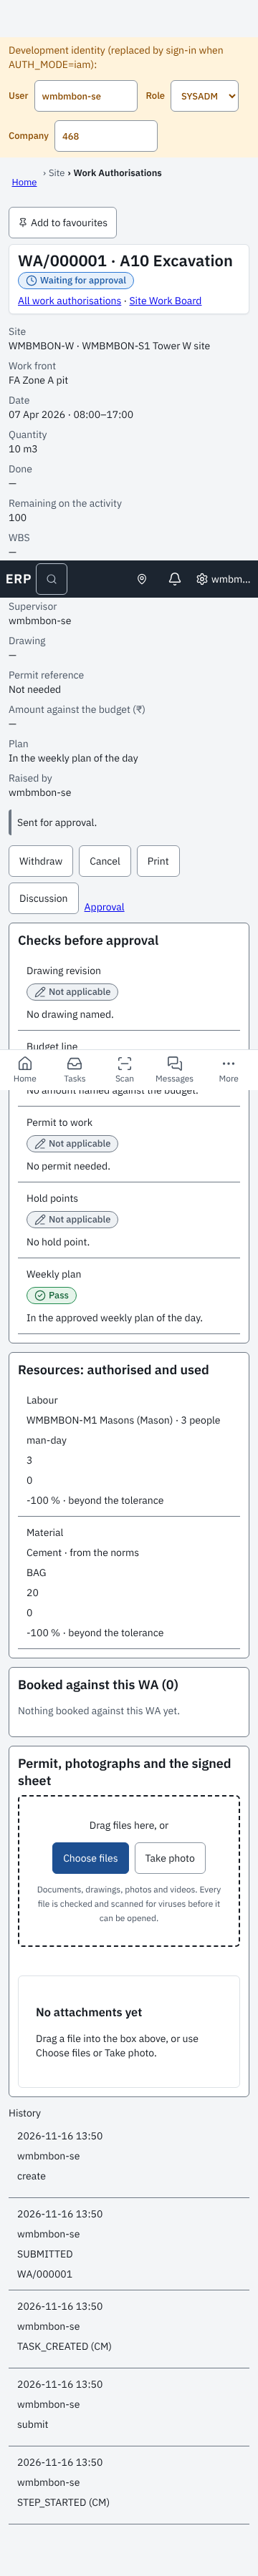 Development identity (replaced by sign-in when
AUTH_MODE=iam):
User wmbmbon-se Role SYSADM
Company 468
Home › Site › Work Authorisations
Add to favourites
WA/000001 · A10 Excavation
Waiting for approval
All work authorisations · Site Work Board
Site
WMBMBON-W · WMBMBON-S1 Tower W site
Work front
FA Zone A pit
Date
07 Apr 2026 · 08:00–17:00
Quantity
10 m3
Done
—
Remaining on the activity
100
WBS
—
ERP wmbm...
Supervisor
wmbmbon-se
Drawing
—
Permit reference
Not needed
Amount against the budget (₹)
—
Plan
In the weekly plan of the day
Raised by
wmbmbon-se
Sent for approval.
Withdraw Cancel Print
Discussion Approval
Checks before approval
Drawing revision
Not applicable
No drawing named.
Budget line
Home Tasks Scan Messages More
No amount named against the budget.
Permit to work
Not applicable
No permit needed.
Hold points
Not applicable
No hold point.
Weekly plan
Pass
In the approved weekly plan of the day.
Resources: authorised and used
Labour
WMBMBON-M1 Masons (Mason) · 3 people
man-day
3
0
-100 % · beyond the tolerance
Material
Cement · from the norms
BAG
20
0
-100 % · beyond the tolerance
Booked against this WA (0)
Nothing booked against this WA yet.
Permit, photographs and the signed
sheet
Drag files here, or
Choose files Take photo
Documents, drawings, photos and videos. Every
file is checked and scanned for viruses before it
can be opened.
No attachments yet
Drag a file into the box above, or use
Choose files or Take photo.
History
2026-11-16 13:50
wmbmbon-se
create
2026-11-16 13:50
wmbmbon-se
SUBMITTED
WA/000001
2026-11-16 13:50
wmbmbon-se
TASK_CREATED (CM)
2026-11-16 13:50
wmbmbon-se
submit
2026-11-16 13:50
wmbmbon-se
STEP_STARTED (CM)